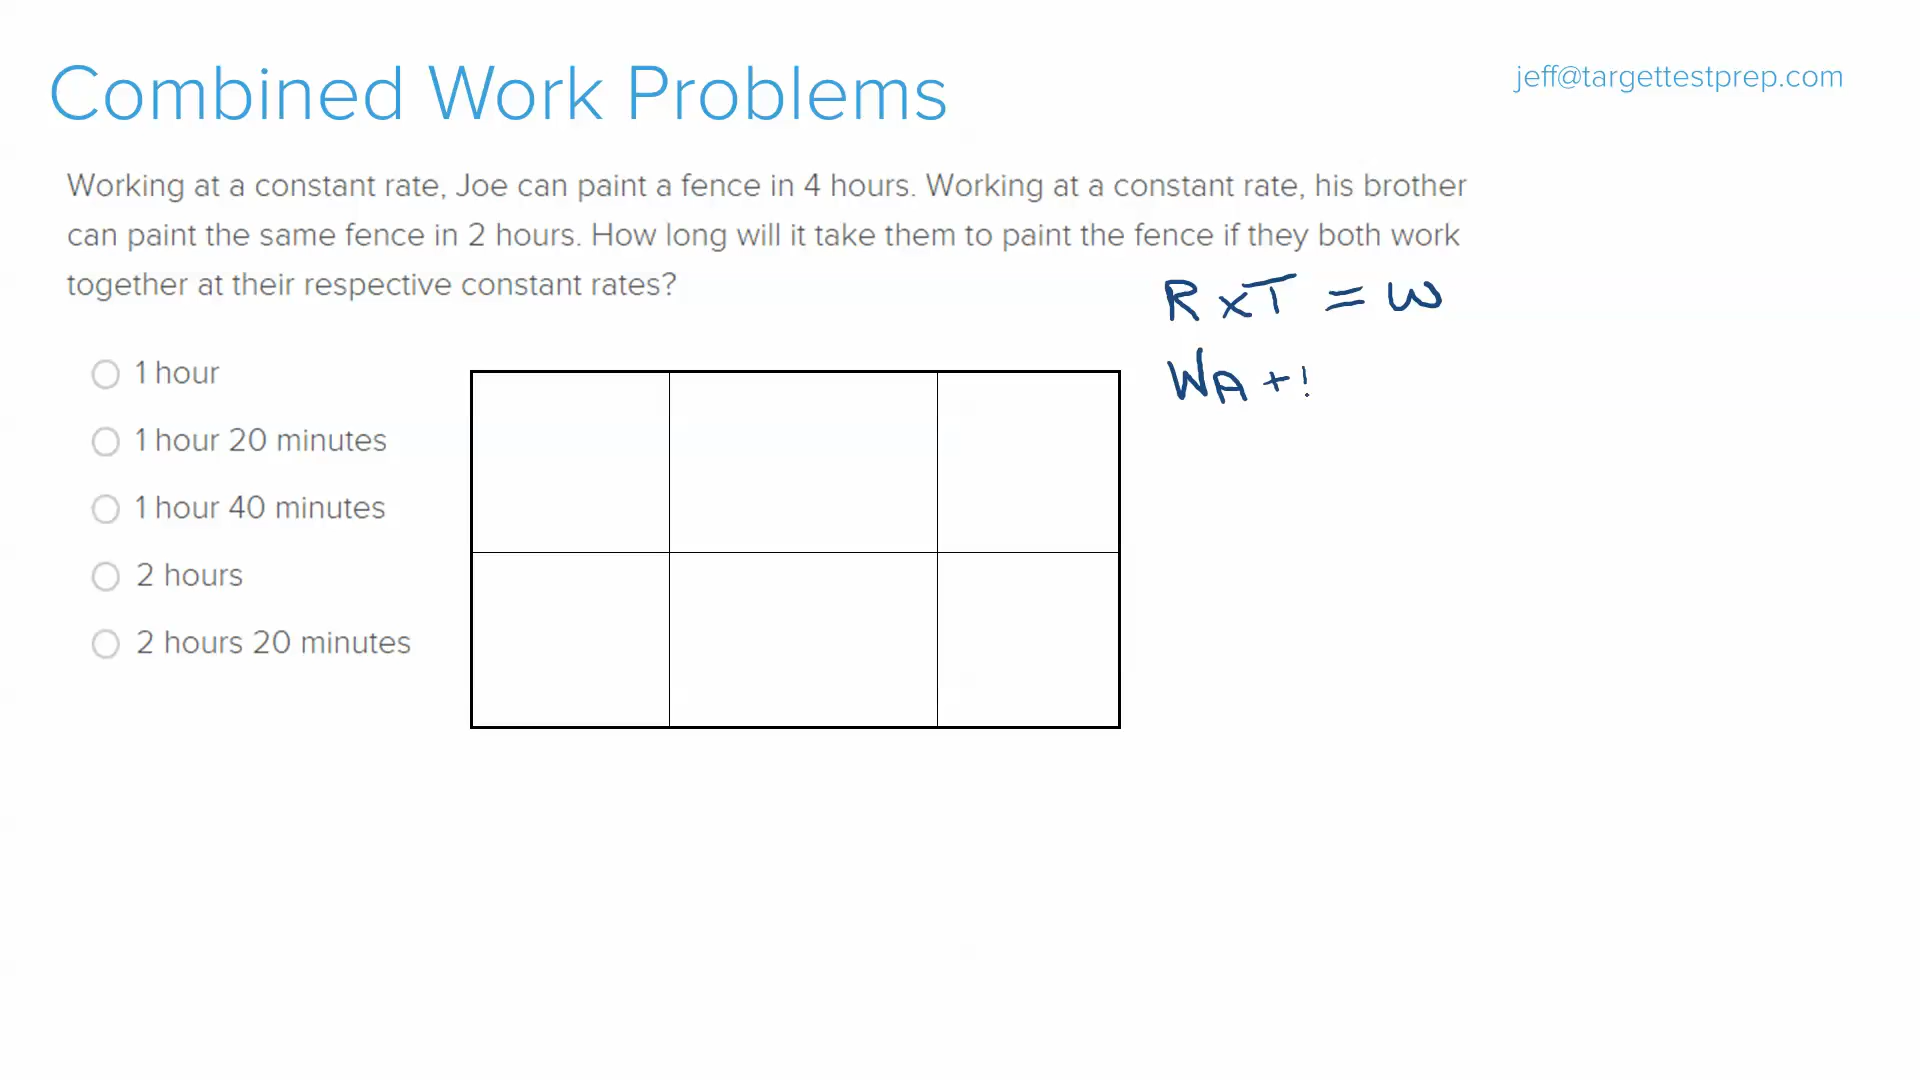 Combined Work Problems
jeff@targettestprep.com
Working at a constant rate, Joe can paint a fence in 4 hours. Working at a constant rate, his brother
can paint the same fence in 2 hours. How long will it take them to paint the fence if they both work
together at their respective constant rates?
R x T = W
1 hour
WA +
1 hour 20 minutes
1 hour 40 minutes
2 hours
2 hours 20 minutes